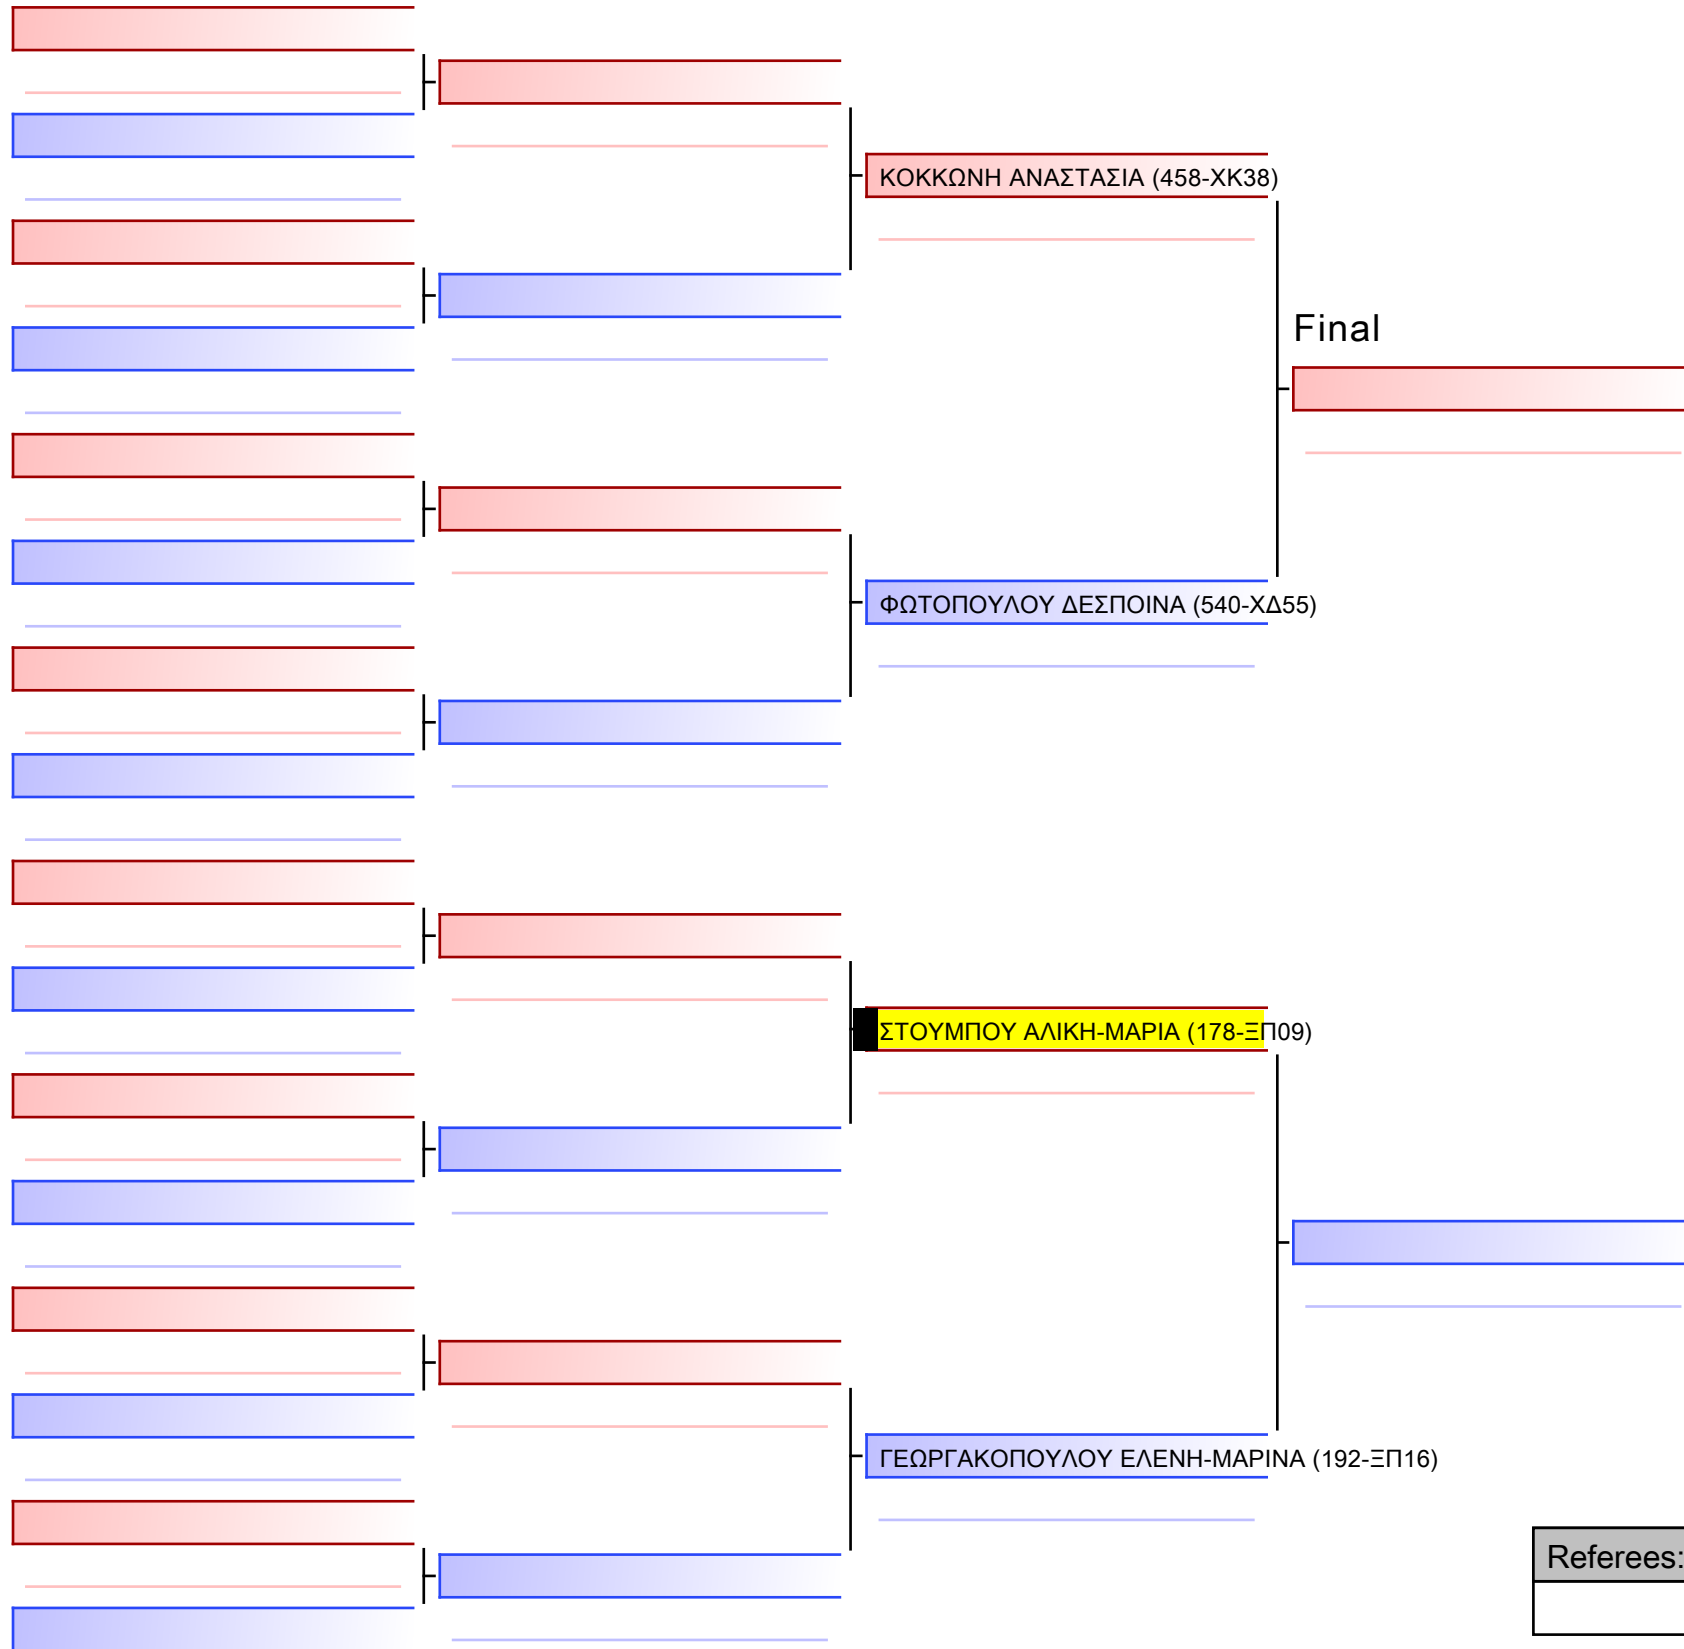 ΚΟΚΚΩΝΗ ΑΝΑΣΤΑΣΙΑ (458-ΧΚ38)
Final
ΦΩΤΟΠΟΥΛΟΥ ΔΕΣΠΟΙΝΑ (540-ΧΔ55)
ΣΤΟΥΜΠΟΥ ΑΛΙΚΗ-ΜΑΡΙΑ (178-ΞΠ09)
ΓΕΩΡΓΑΚΟΠΟΥΛΟΥ ΕΛΕΝΗ-ΜΑΡΙΝΑ (192-ΞΠ16)
Referees: